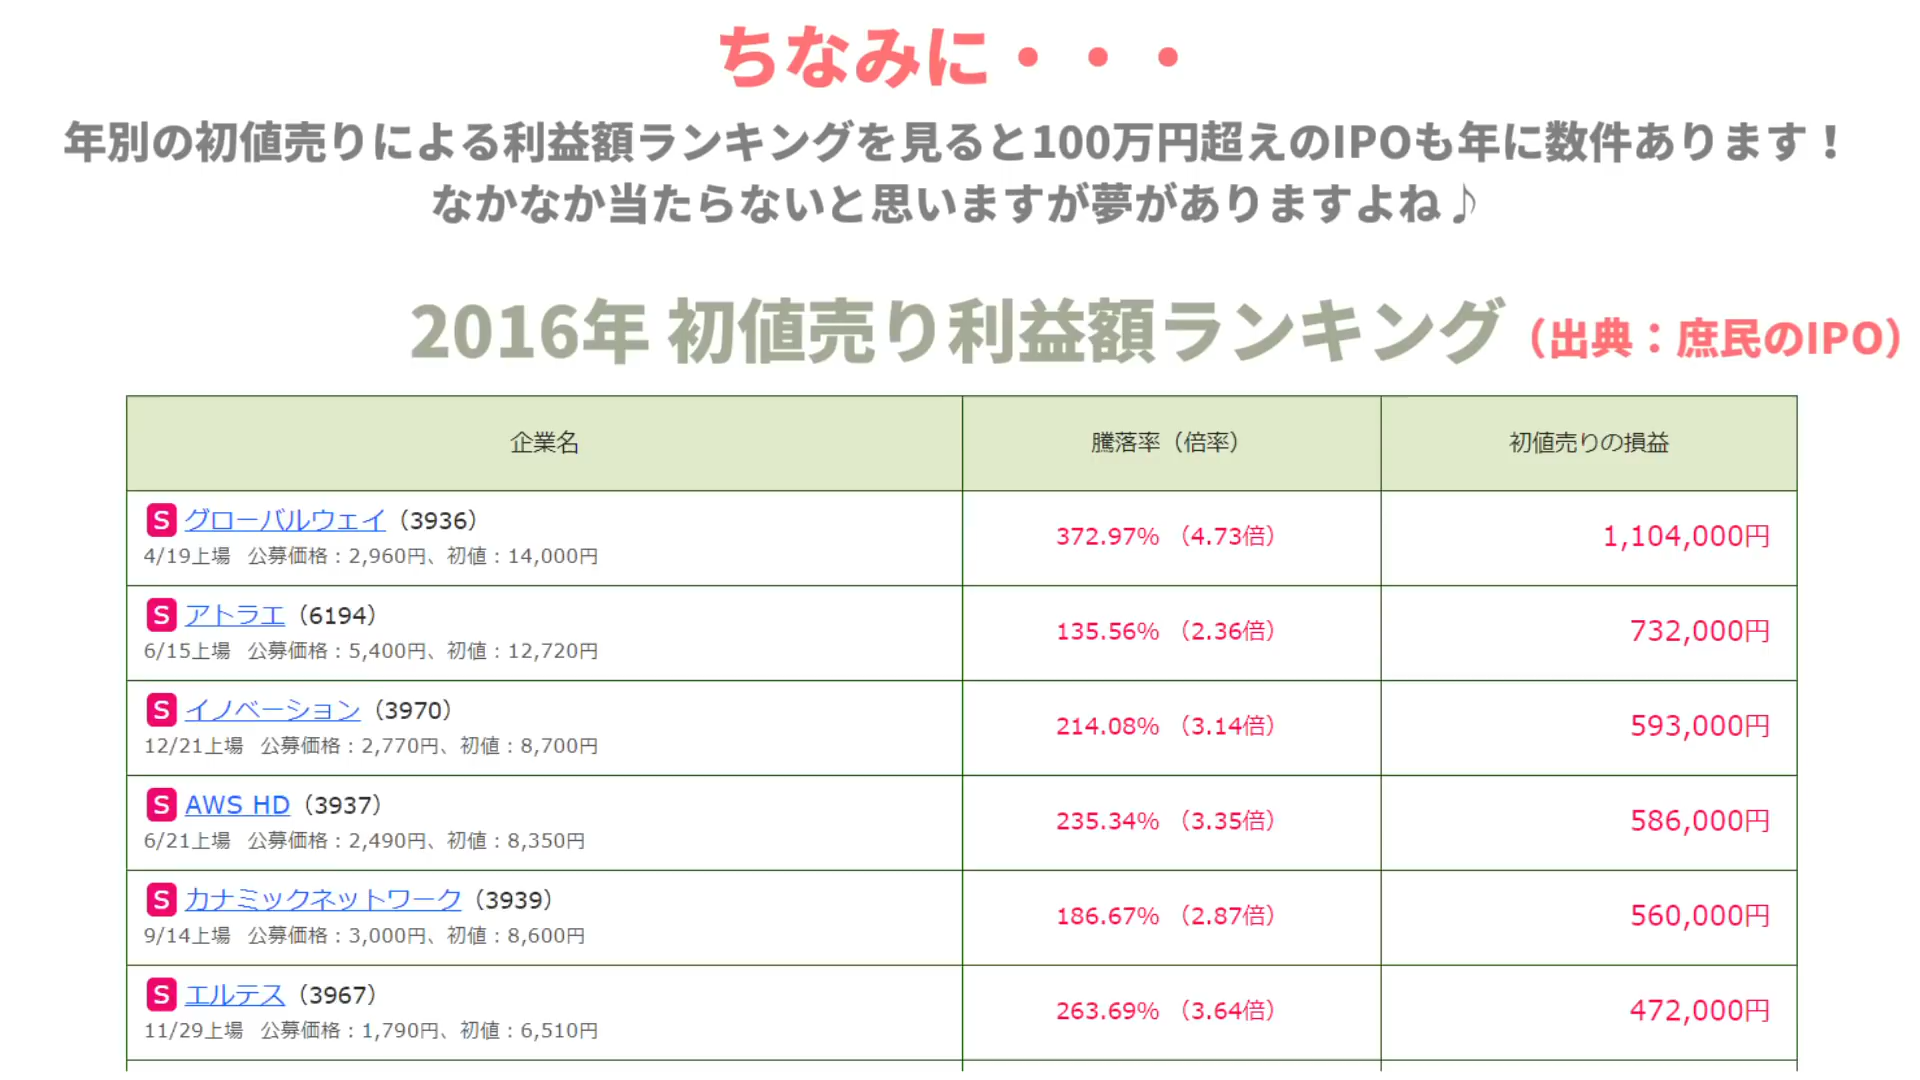 ちなみに・・・
年別の初値売りによる利益額ランキングを見ると100万円超えのIPOも年に数件あります！
なかなか当たらないと思いますが夢がありますよね♪
2016年 初値売り利益額ランキング（出典：庶民のIPO）
企業名 騰落率（倍率） 初値売りの損益
S グローバルウェイ（3936）
4/19上場 公募価格：2,960円、初値：14,000円
372.97% （4.73倍） 1,104,000円
S アトラエ（6194）
6/15上場 公募価格：5,400円、初値：12,720円
135.56% （2.36倍） 732,000円
S イノベーション（3970）
12/21上場 公募価格：2,770円、初値：8,700円
214.08% （3.14倍） 593,000円
S AWS HD（3937）
6/21上場 公募価格：2,490円、初値：8,350円
235.34% （3.35倍） 586,000円
S カナミックネットワーク（3939）
9/14上場 公募価格：3,000円、初値：8,600円
186.67% （2.87倍） 560,000円
S エルテス（3967）
11/29上場 公募価格：1,790円、初値：6,510円
263.69% （3.64倍） 472,000円